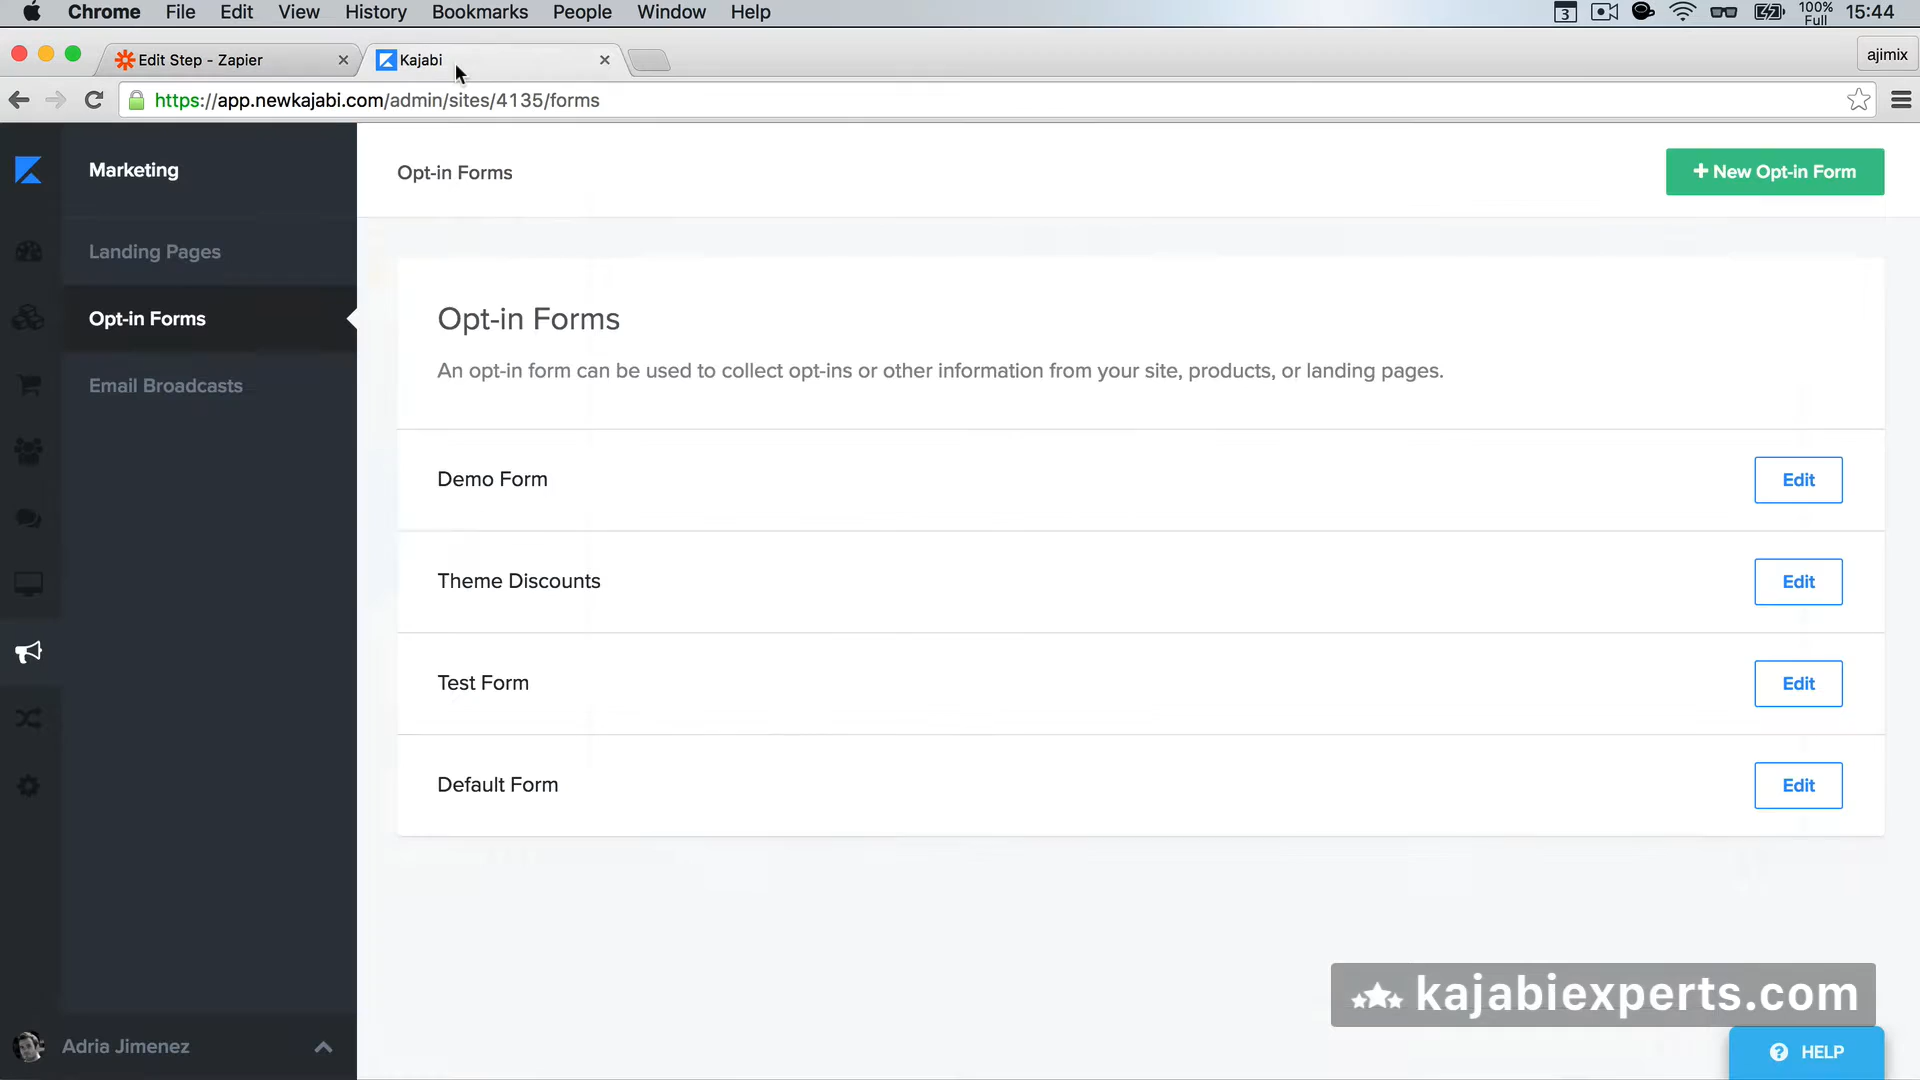 Chrome File Edit View History Bookmarks People Window Help 3 100% Full 15:44
Edit Step - Zapier Kajabi ajimix
https://app.newkajabi.com/admin/sites/4135/forms
Marketing
Opt-in Forms
+ New Opt-in Form
Landing Pages
Opt-in Forms
Email Broadcasts
Opt-in Forms
An opt-in form can be used to collect opt-ins or other information from your site, products, or landing pages.
Demo Form Edit
Theme Discounts Edit
Test Form Edit
Default Form Edit
kajabiexperts.com
Adria Jimenez
HELP